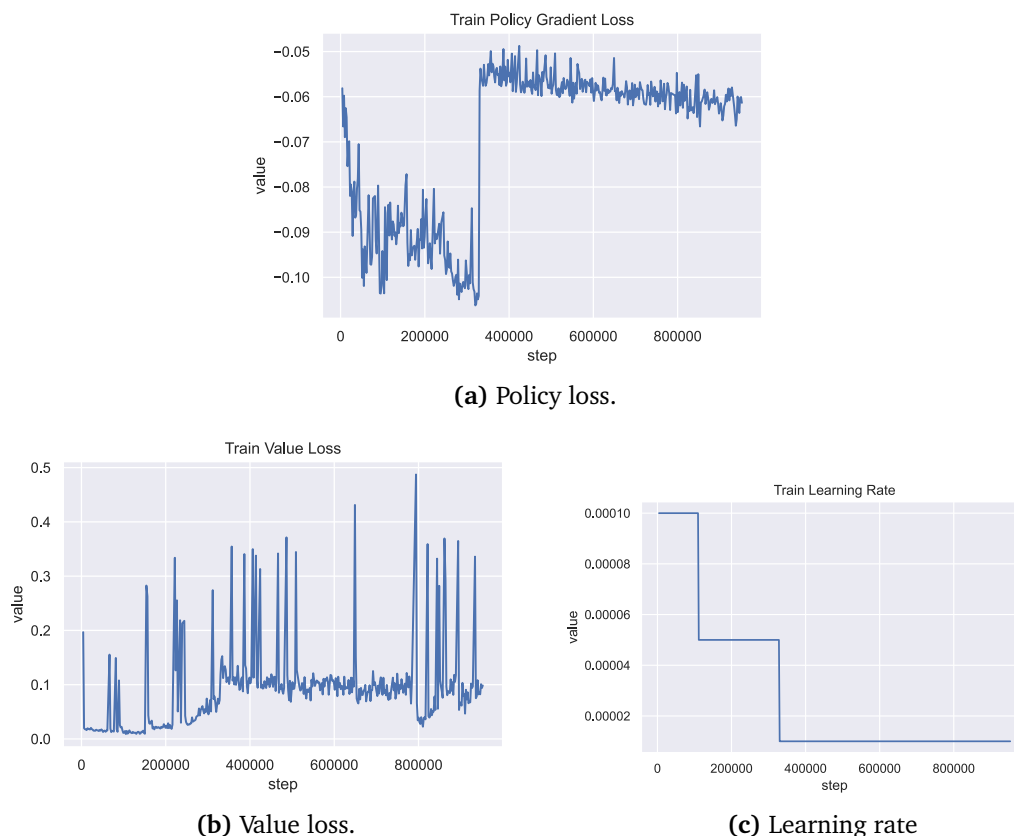 Train Policy Gradient Loss
−0.05
−0.06
−0.07
−0.08
−0.09
−0.10
value
0 200000 400000 600000 800000
step
(a) Policy loss.
Train Value Loss
0.5
0.4
0.3
0.2
0.1
0.0
value
0 200000 400000 600000 800000
step
(b) Value loss.
Train Learning Rate
0.00010
0.00008
0.00006
0.00004
0.00002
value
0 200000 400000 600000 800000
step
(c) Learning rate